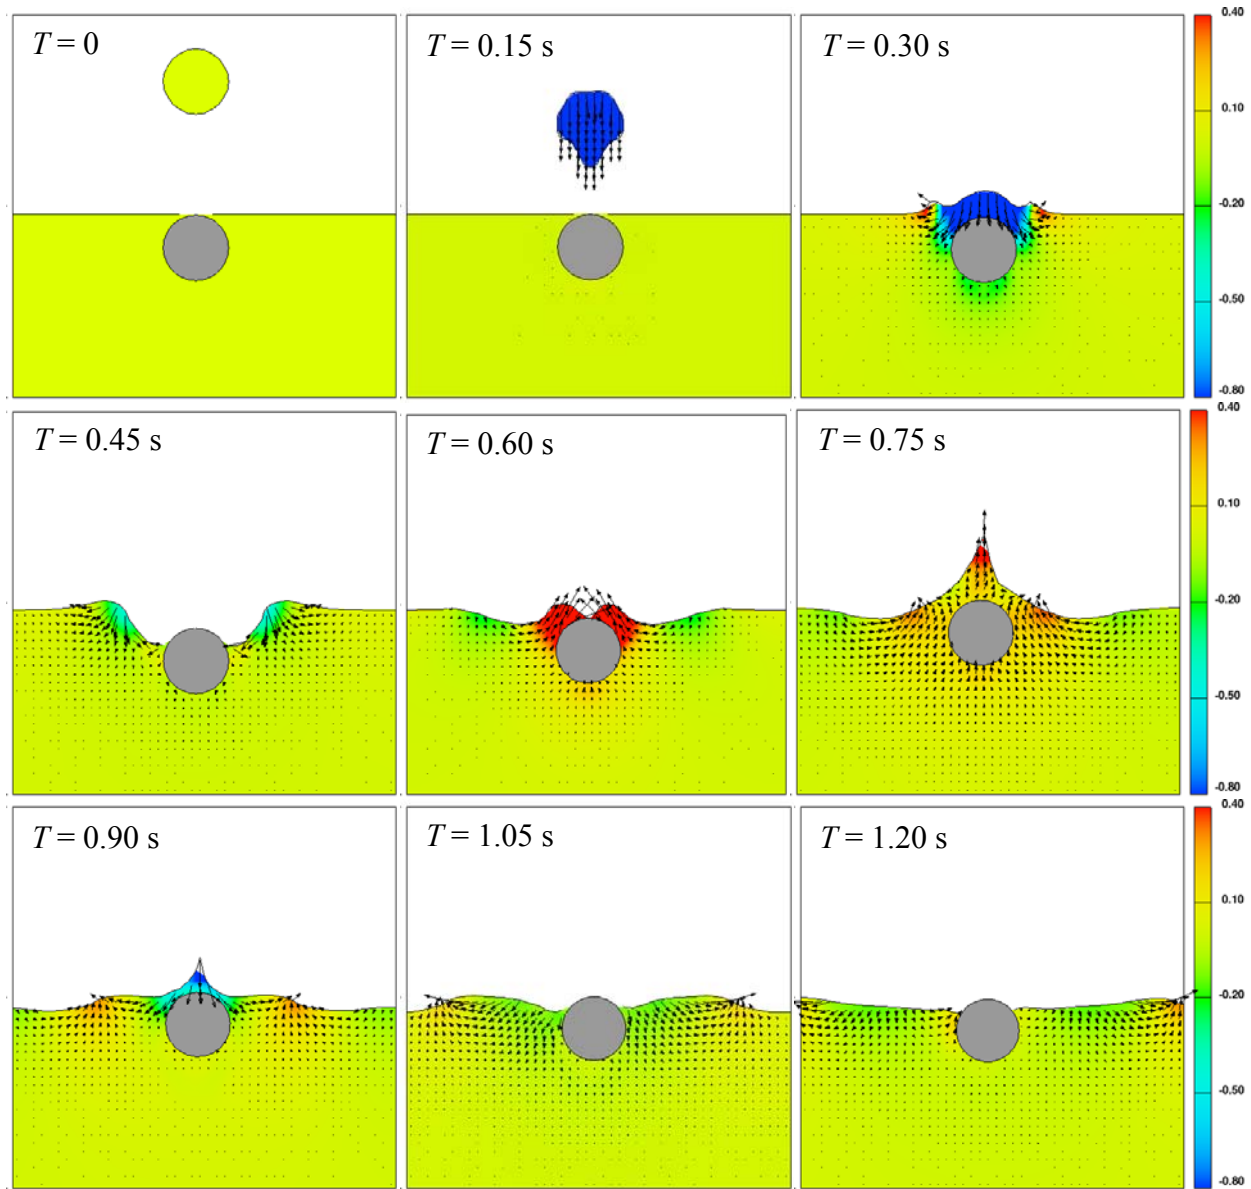 T = 0
T = 0.15 s
T = 0.30 s
0.40
0.10
-0.20
-0.50
-0.80
T = 0.45 s
T = 0.60 s
T = 0.75 s
0.40
0.10
-0.20
-0.50
-0.80
T = 0.90 s
T = 1.05 s
T = 1.20 s
0.40
0.10
-0.20
-0.50
-0.80